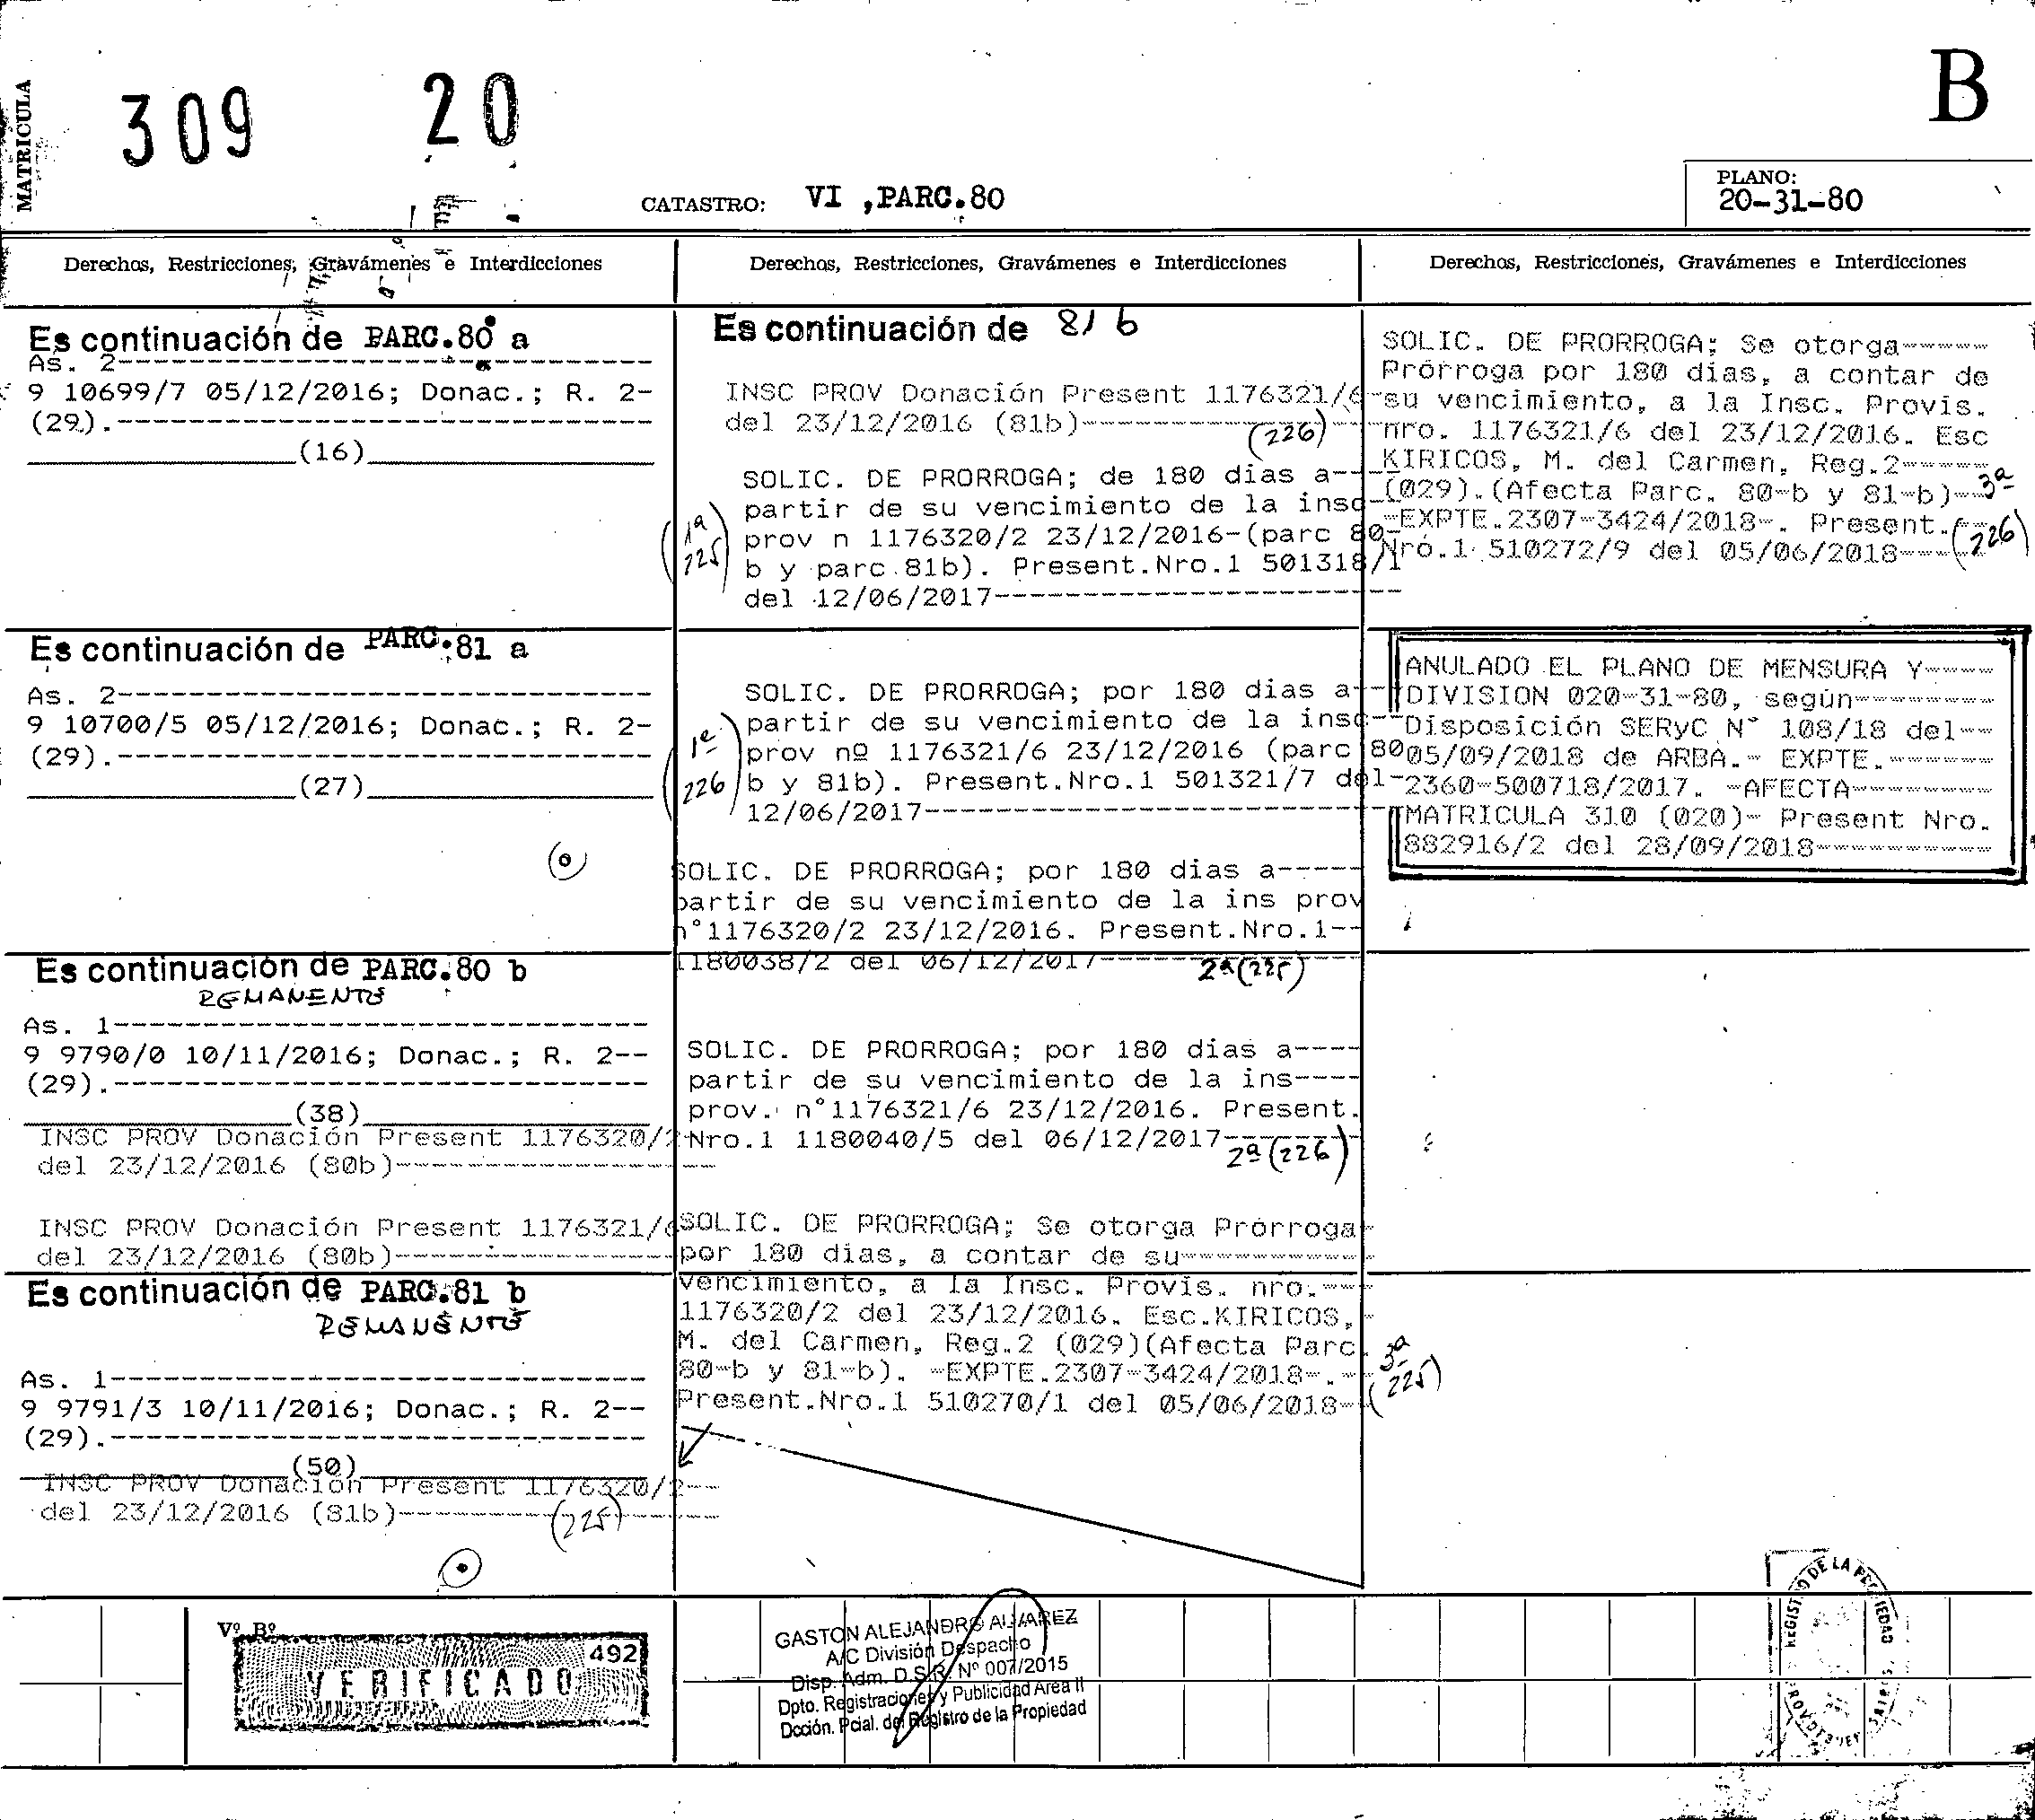 MATRICULA
309 20
B
CATASTRO: VI ,PARC.80
PLANO:
20-31-80
Derechos, Restricciones, Gravámenes e Interdicciones
Es continuación de PARC.80 a
As. 2------------------------------
9 10699/7 05/12/2016; Donac.; R. 2-
(29).------------------------------
(16)
Es continuación de PARC.81 a
As. 2------------------------------
9 10700/5 05/12/2016; Donac.; R. 2-
(29).------------------------------
(27)
Es continuación de PARC.80 b
REMANENTE
As. 1------------------------------
9 9790/0 10/11/2016; Donac.; R. 2--
(29).------------------------------
(38)
INSC PROV Donación Present 1176320/2
del 23/12/2016 (80b)------------------
INSC PROV Donación Present 1176321/6
del 23/12/2016 (80b)----------------
Es continuación de PARC.81 b
REMANENTE
As. 1------------------------------
9 9791/3 10/11/2016; Donac.; R. 2--
(29).------------------------------
(50)
INSC PROV Donación Present 1176320/2--
del 23/12/2016 (81b)------------------
(225)
Derechos, Restricciones, Gravámenes e Interdicciones
Es continuación de 81 b
INSC PROV Donación Present 1176321/6-
del 23/12/2016 (81b)-----------------
(226)
SOLIC. DE PRORROGA; de 180 dias a---
partir de su vencimiento de la insc-
prov n 1176320/2 23/12/2016-(parc 80-
b y parc.81b). Present.Nro.1 501318/1
del 12/06/2017-----------------------
(1ª
225)
SOLIC. DE PRORROGA; por 180 dias a---
partir de su vencimiento de la insc--
prov nº 1176321/6 23/12/2016 (parc 80
b y 81b). Present.Nro.1 501321/7 del-
12/06/2017---------------------------
(1ª
226)
SOLIC. DE PRORROGA; por 180 dias a-----
partir de su vencimiento de la ins prov
n°1176320/2 23/12/2016. Present.Nro.1--
1180038/2 del 06/12/2017---------------
2ª(225)
SOLIC. DE PRORROGA; por 180 dias a----
partir de su vencimiento de la ins----
prov. n°1176321/6 23/12/2016. Present.
Nro.1 1180040/5 del 06/12/2017--------
2ª(226)
SOLIC. DE PRORROGA; Se otorga Prórroga-
por 180 dias, a contar de su-----------
vencimiento, a la Insc. Provis. nro.---
1176320/2 del 23/12/2016. Esc.KIRICOS,-
M. del Carmen, Reg.2 (029)(Afecta Parc.
80-b y 81-b). -EXPTE.2307-3424/2018-.--
Present.Nro.1 510270/1 del 05/06/2018--
3ª
(225)
Derechos, Restricciones, Gravámenes e Interdicciones
SOLIC. DE PRORROGA; Se otorga-----
Prórroga por 180 dias, a contar de
su vencimiento, a la Insc. Provis.
nro. 1176321/6 del 23/12/2016. Esc
KIRICOS, M. del Carmen, Reg.2-----
(029).(Afecta Parc. 80-b y 81-b)--
-EXPTE.2307-3424/2018-. Present.--
Nró.1 510272/9 del 05/06/2018-----
3ª
(226)
ANULADO EL PLANO DE MENSURA Y----
DIVISION 020-31-80, según--------
Disposición SERyC N° 108/18 del--
05/09/2018 de ARBA.- EXPTE.------
2360-500718/2017. -AFECTA--------
MATRICULA 310 (020)- Present Nro.
882916/2 del 28/09/2018----------
Vº Bº
492
VERIFICADO
GASTON ALEJANDRO ALVAREZ
A/C División Despacho
Disp. Adm. D.S.R. Nº 007/2015
Dpto. Registraciones y Publicidad Area II
Dcción. Pcial. del Registro de la Propiedad